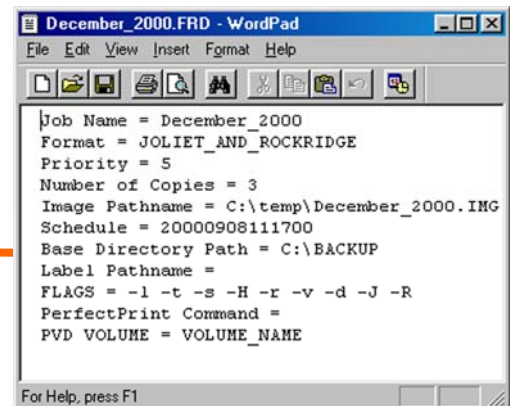 December_2000.FRD - WordPad
File Edit View Insert Format Help
Job Name = December_2000
Format = JOLIET_AND_ROCKRIDGE
Priority = 5
Number of Copies = 3
Image Pathname = C:\temp\December_2000.IMG
Schedule = 20000908111700
Base Directory Path = C:\BACKUP
Label Pathname =
FLAGS = -l -t -s -H -r -v -d -J -R
PerfectPrint Command =
PVD VOLUME = VOLUME_NAME
For Help, press F1